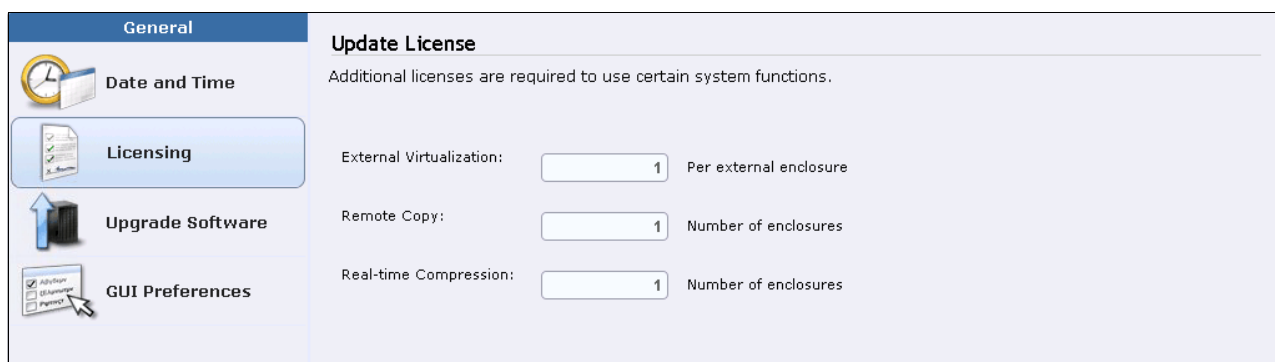 General
Date and Time
Licensing
Upgrade Software
GUI Preferences
Update License
Additional licenses are required to use certain system functions.
External Virtualization: 1 Per external enclosure
Remote Copy: 1 Number of enclosures
Real-time Compression: 1 Number of enclosures